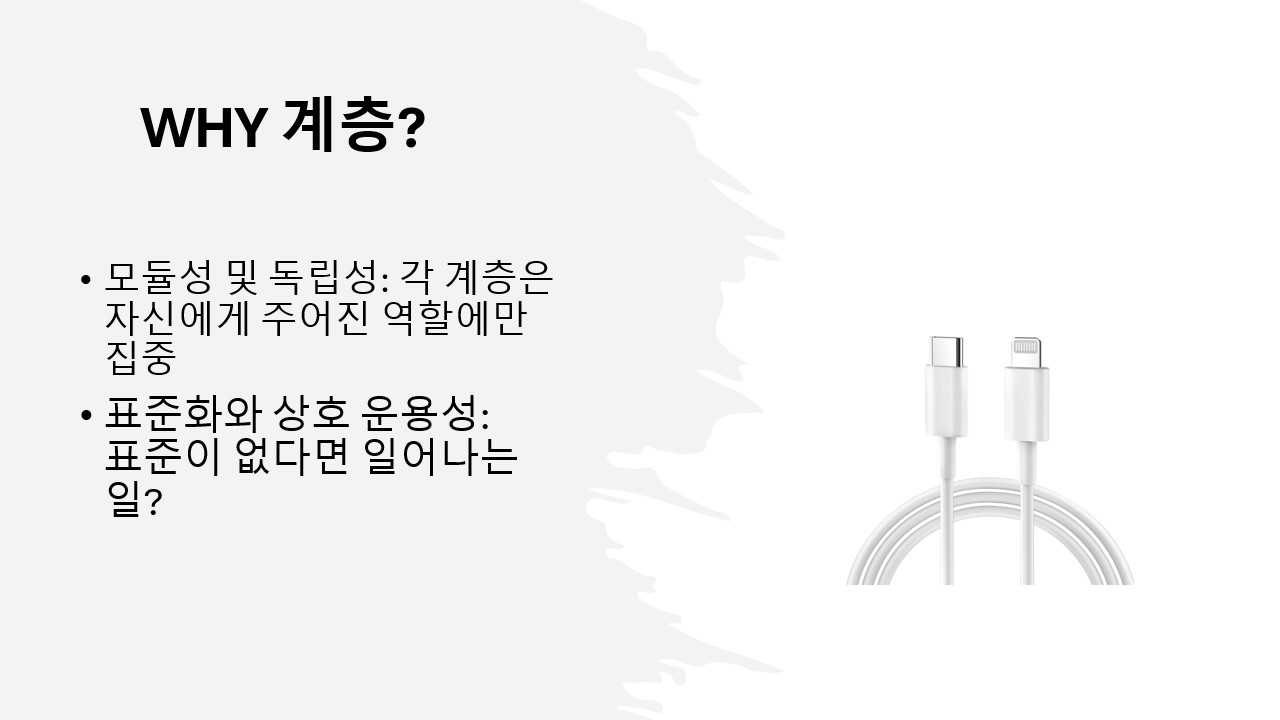 WHY 계층?
• 모듈성 및 독립성: 각 계층은
자신에게 주어진 역할에만
집중
• 표준화와 상호 운용성:
표준이 없다면 일어나는
일?